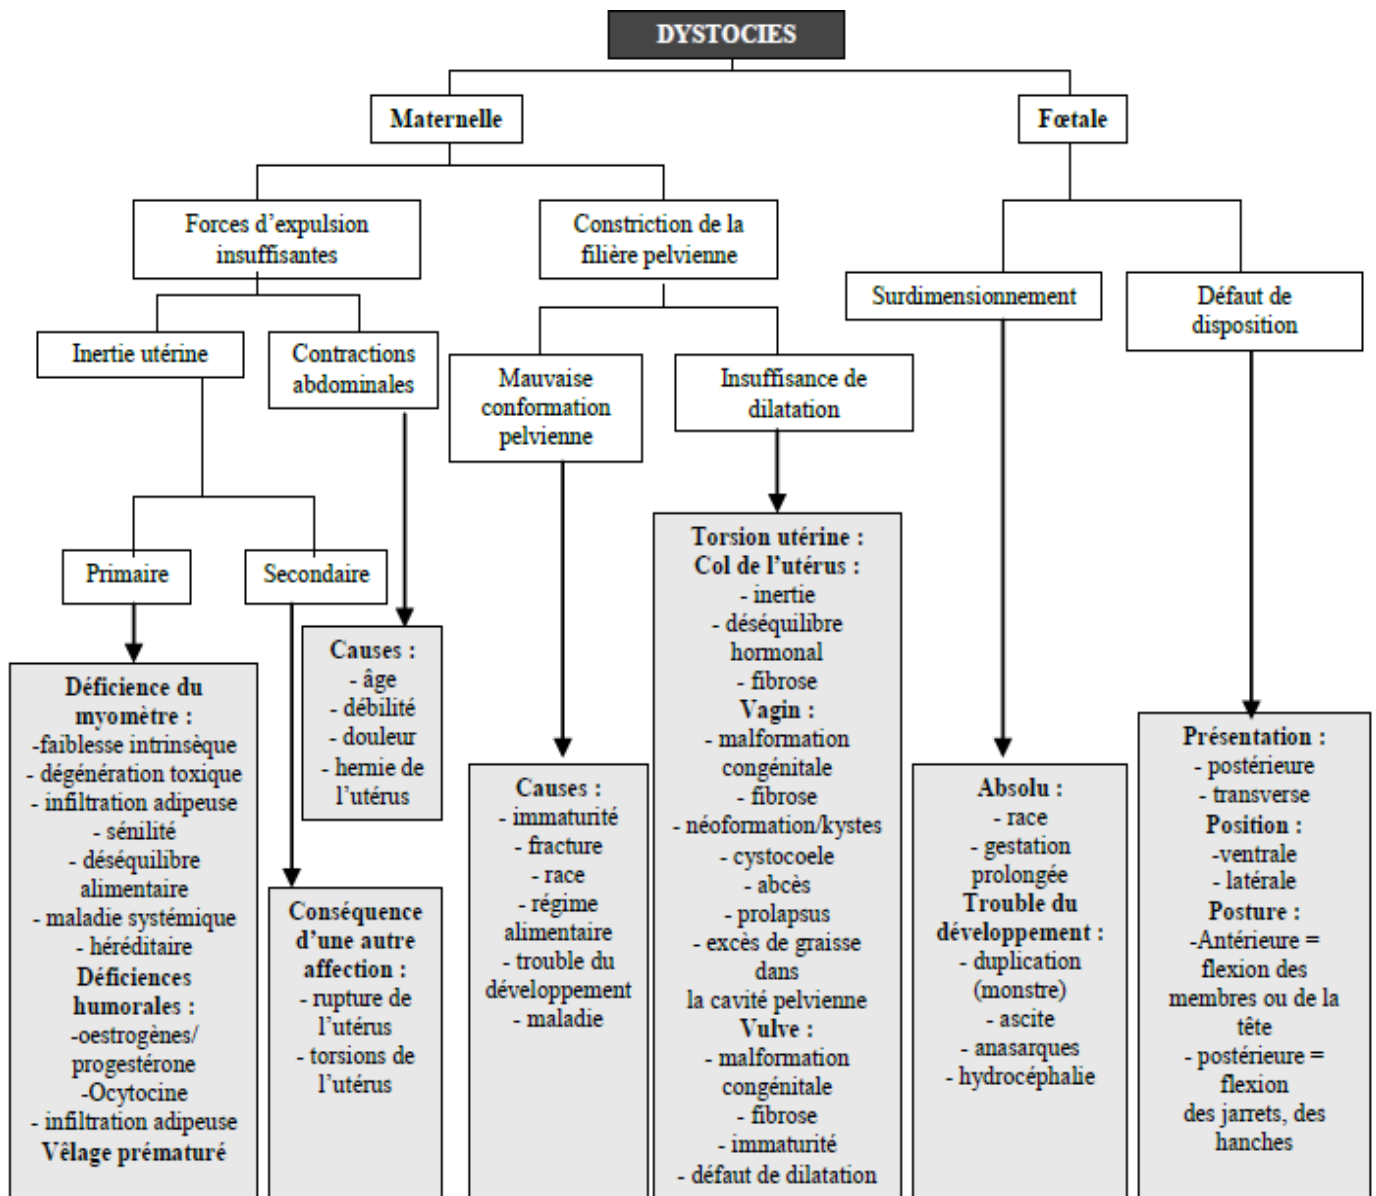 DYSTOCIES
Maternelle
Fœtale
Forces d’expulsion
insuffisantes
Constriction de la
filière pelvienne
Surdimensionnement
Défaut de
disposition
Inertie utérine
Contractions
abdominales
Mauvaise
conformation
pelvienne
Insuffisance de
dilatation
Primaire
Secondaire
Déficience du
myomètre :
-faiblesse intrinsèque
- dégénération toxique
- infiltration adipeuse
- sénilité
- déséquilibre
alimentaire
- maladie systémique
- héréditaire
Déficiences
humorales :
-oestrogènes/
progestérone
-Ocytocine
- infiltration adipeuse
Vêlage prématuré
Conséquence
d’une autre
affection :
- rupture de
l’utérus
- torsions de
l’utérus
Causes :
- âge
- débilité
- douleur
- hernie de
l’utérus
Causes :
- immaturité
- fracture
- race
- régime
alimentaire
- trouble du
développement
- maladie
Torsion utérine :
Col de l’utérus :
- inertie
- déséquilibre
hormonal
- fibrose
Vagin :
- malformation
congénitale
- fibrose
- néoformation/kystes
- cystocoele
- abcès
- prolapsus
- excès de graisse
dans
la cavité pelvienne
Vulve :
- malformation
congénitale
- fibrose
- immaturité
- défaut de dilatation
Absolu :
- race
- gestation
prolongée
Trouble du
développement :
- duplication
(monstre)
- ascite
- anasarques
- hydrocéphalie
Présentation :
- postérieure
- transverse
Position :
-ventrale
- latérale
Posture :
-Antérieure =
flexion des
membres ou de la
tête
- postérieure =
flexion
des jarrets, des
hanches